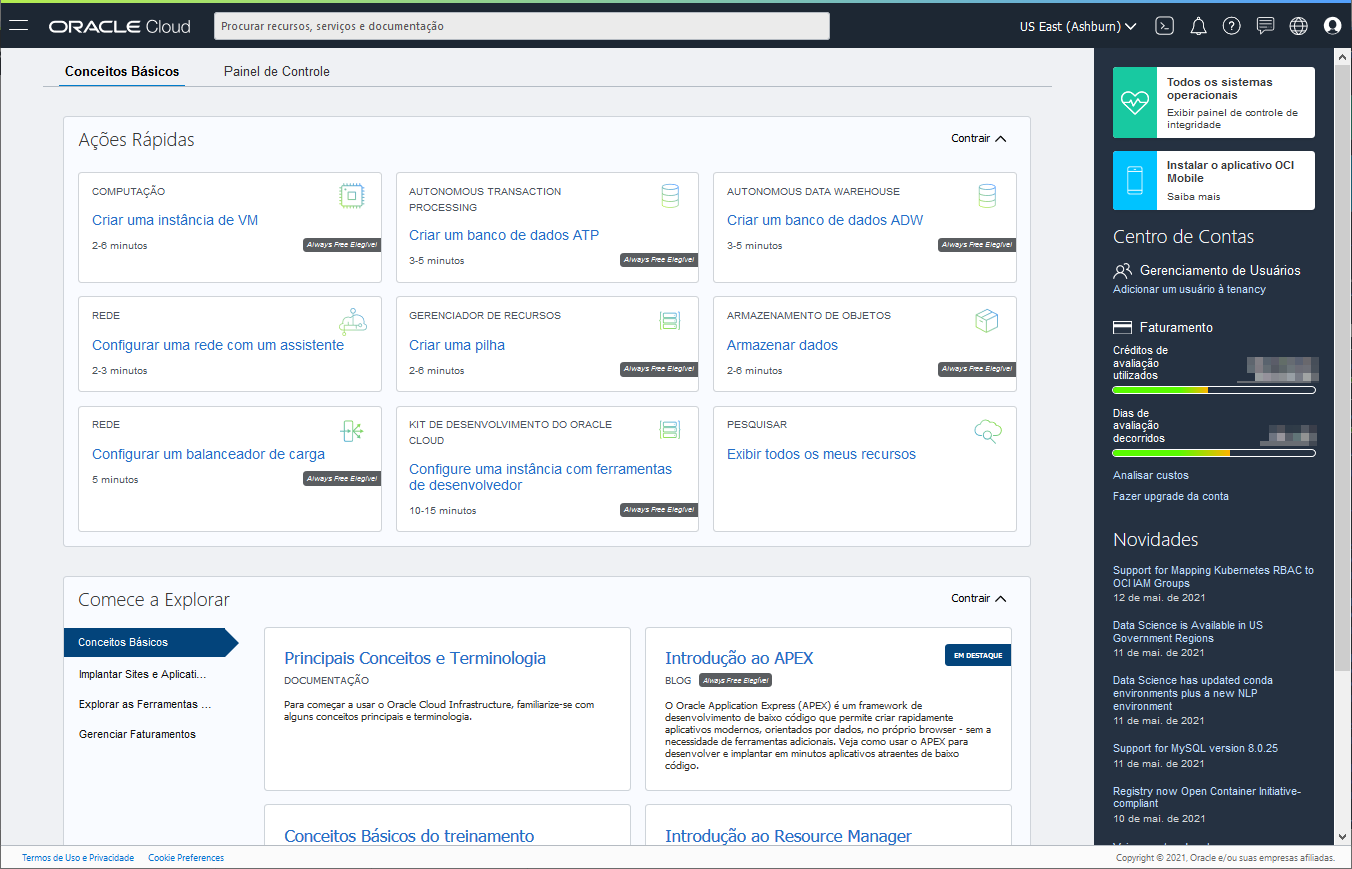 ORACLE Cloud
Procurar recursos, serviços e documentação
US East (Ashburn)
Conceitos Básicos
Painel de Controle
Ações Rápidas
Contrair
COMPUTAÇÃO
Criar uma instância de VM
2-6 minutos
Always Free Elegível
AUTONOMOUS TRANSACTION
PROCESSING
Criar um banco de dados ATP
3-5 minutos
Always Free Elegível
AUTONOMOUS DATA WAREHOUSE
Criar um banco de dados ADW
3-5 minutos
Always Free Elegível
REDE
Configurar uma rede com um assistente
2-3 minutos
GERENCIADOR DE RECURSOS
Criar uma pilha
2-6 minutos
Always Free Elegível
ARMAZENAMENTO DE OBJETOS
Armazenar dados
2-6 minutos
Always Free Elegível
REDE
Configurar um balanceador de carga
5 minutos
Always Free Elegível
KIT DE DESENVOLVIMENTO DO ORACLE
CLOUD
Configure uma instância com ferramentas
de desenvolvedor
10-15 minutos
Always Free Elegível
PESQUISAR
Exibir todos os meus recursos
Comece a Explorar
Contrair
Conceitos Básicos
Implantar Sites e Aplicati...
Explorar as Ferramentas ...
Gerenciar Faturamentos
Principais Conceitos e Terminologia
DOCUMENTAÇÃO
Para começar a usar o Oracle Cloud Infrastructure, familiarize-se com
alguns conceitos principais e terminologia.
Introdução ao APEX
EM DESTAQUE
BLOG
Always Free Elegível
O Oracle Application Express (APEX) é um framework de
desenvolvimento de baixo código que permite criar rapidamente
aplicativos modernos, orientados por dados, no próprio browser - sem a
necessidade de ferramentas adicionais. Veja como usar o APEX para
desenvolver e implantar em minutos aplicativos atraentes de baixo
código.
Conceitos Básicos do treinamento
Introdução ao Resource Manager
Todos os sistemas
operacionais
Exibir painel de controle de
integridade
Instalar o aplicativo OCI
Mobile
Saiba mais
Centro de Contas
Gerenciamento de Usuários
Adicionar um usuário à tenancy
Faturamento
Créditos de
avaliação
utilizados
Dias de
avaliação
decorridos
Analisar custos
Fazer upgrade da conta
Novidades
Support for Mapping Kubernetes RBAC to
OCI IAM Groups
12 de mai. de 2021
Data Science is Available in US
Government Regions
11 de mai. de 2021
Data Science has updated conda
environments plus a new NLP
environment
11 de mai. de 2021
Support for MySQL version 8.0.25
11 de mai. de 2021
Registry now Open Container Initiative-
compliant
10 de mai. de 2021
Termos de Uso e Privacidade
Cookie Preferences
Copyright © 2021, Oracle e/ou suas empresas afiliadas.